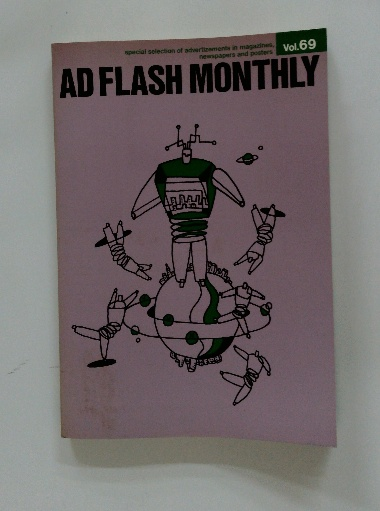 special selection of advertizements in magazines,
newspapers and posters
Vol.69
AD FLASH MONTHLY